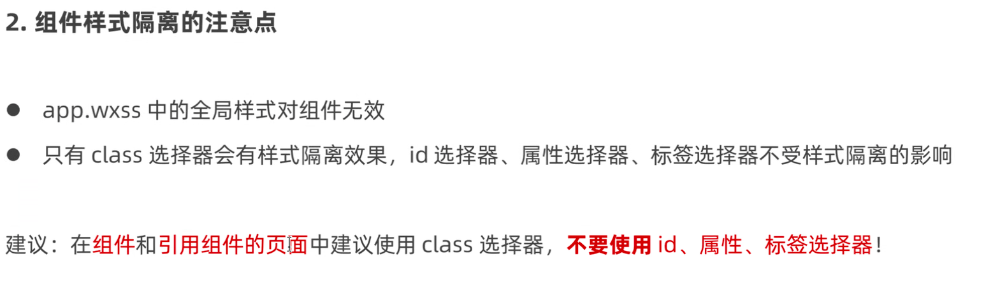 2. 组件样式隔离的注意点
● app.wxss 中的全局样式对组件无效
● 只有 class 选择器会有样式隔离效果，id 选择器、属性选择器、标签选择器不受样式隔离的影响
建议：在组件和引用组件的页面中建议使用 class 选择器，不要使用 id、属性、标签选择器！